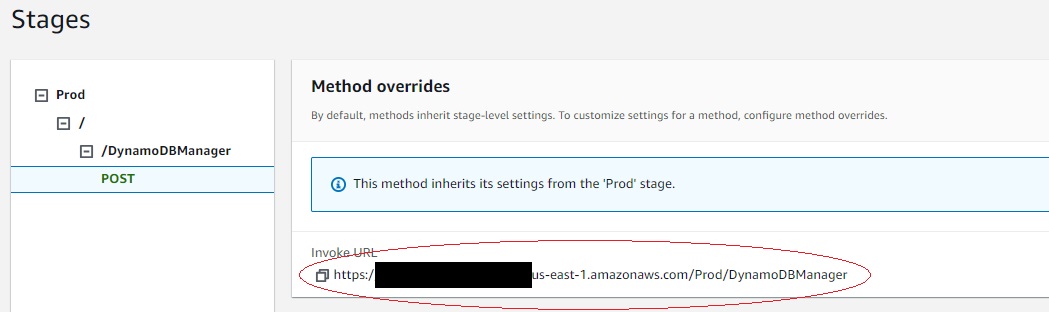 Stages
Prod
/
/DynamoDBManager
POST
Method overrides
By default, methods inherit stage-level settings. To customize settings for a method, configure method overrides.
This method inherits its settings from the 'Prod' stage.
Invoke URL
https:/ us-east-1.amazonaws.com/Prod/DynamoDBManager